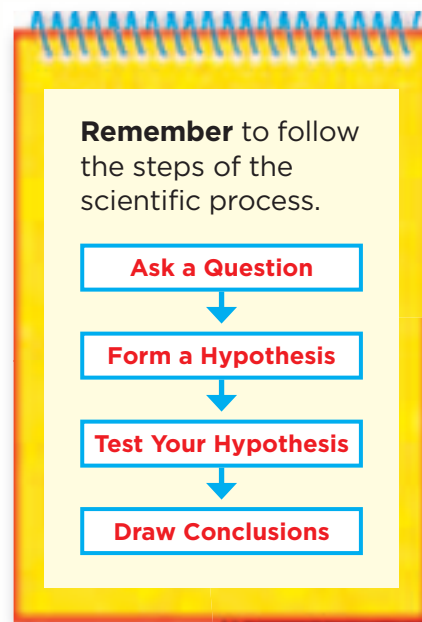 Remember to follow
the steps of the
scientific process.
Ask a Question
Form a Hypothesis
Test Your Hypothesis
Draw Conclusions